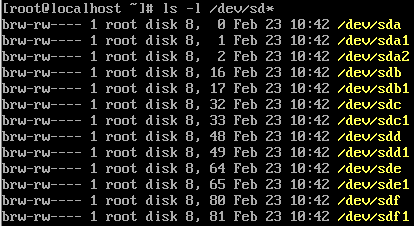 [root@localhost ~]# ls -l /dev/sd*
brw-rw---- 1 root disk 8,  0 Feb 23 10:42 /dev/sda
brw-rw---- 1 root disk 8,  1 Feb 23 10:42 /dev/sda1
brw-rw---- 1 root disk 8,  2 Feb 23 10:42 /dev/sda2
brw-rw---- 1 root disk 8, 16 Feb 23 10:42 /dev/sdb
brw-rw---- 1 root disk 8, 17 Feb 23 10:42 /dev/sdb1
brw-rw---- 1 root disk 8, 32 Feb 23 10:42 /dev/sdc
brw-rw---- 1 root disk 8, 33 Feb 23 10:42 /dev/sdc1
brw-rw---- 1 root disk 8, 48 Feb 23 10:42 /dev/sdd
brw-rw---- 1 root disk 8, 49 Feb 23 10:42 /dev/sdd1
brw-rw---- 1 root disk 8, 64 Feb 23 10:42 /dev/sde
brw-rw---- 1 root disk 8, 65 Feb 23 10:42 /dev/sde1
brw-rw---- 1 root disk 8, 80 Feb 23 10:42 /dev/sdf
brw-rw---- 1 root disk 8, 81 Feb 23 10:42 /dev/sdf1